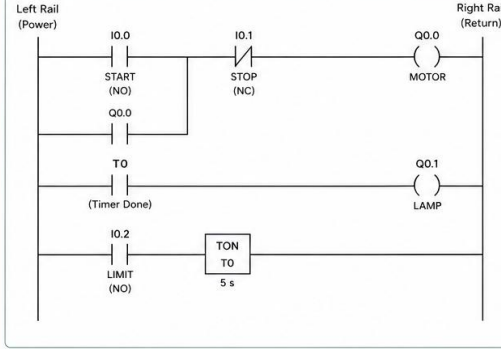 Left Rail
(Power)
Right Ra
(Return)
I0.0
I0.1
Q0.0
START
(NO)
STOP
(NC)
MOTOR
Q0.0
T0
Q0.1
(Timer Done)
LAMP
I0.2
TON
T0
LIMIT
(NO)
5 s